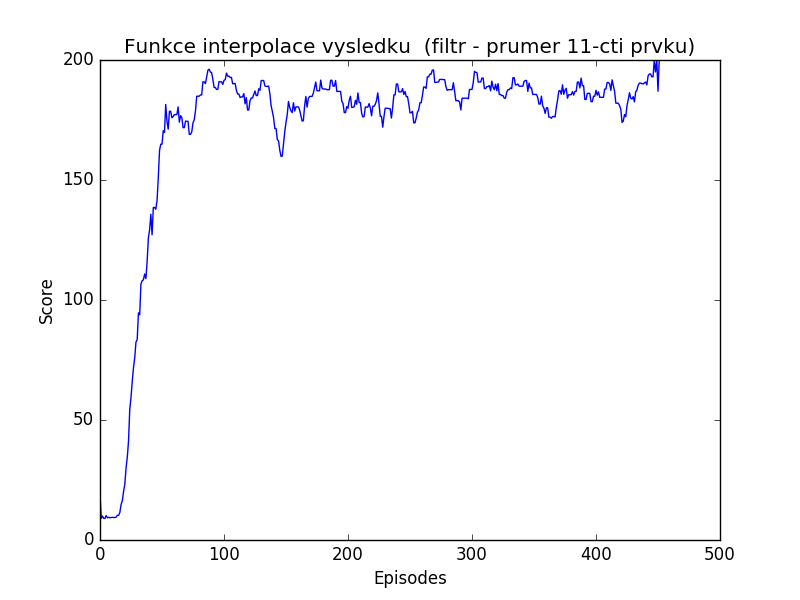 Funkce interpolace vysledku  (filtr - prumer 11-cti prvku)
200
150
100
50
0
Score
0 100 200 300 400 500
Episodes